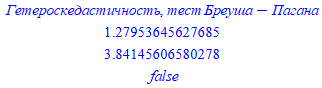 Гетероскедастичность, тест Бреуша − Пагана
1.27953645627685
3.84145606580278
false